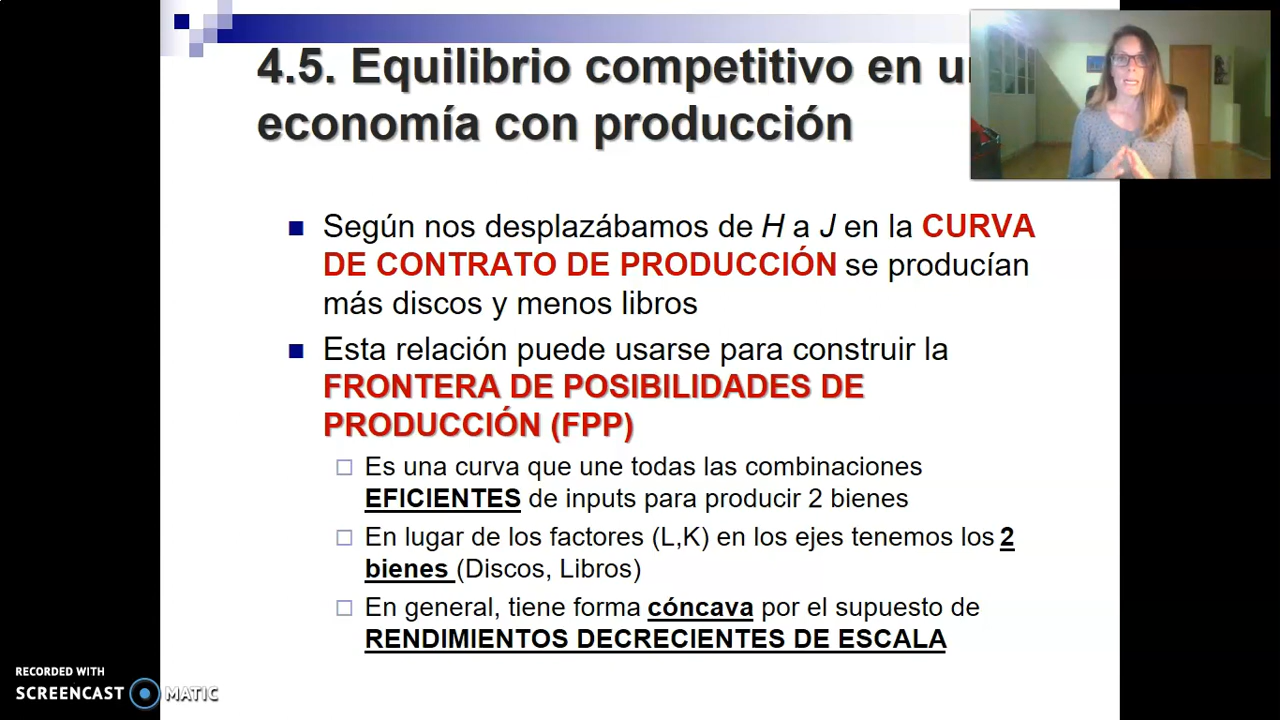 4.5. Equilibrio competitivo en
economía con producción
Según nos desplazábamos de H a J en la CURVA
DE CONTRATO DE PRODUCCIÓN se producían
más discos y menos libros
Esta relación puede usarse para construir la
FRONTERA DE POSIBILIDADES DE
PRODUCCIÓN (FPP)
Es una curva que une todas las combinaciones
EFICIENTES de inputs para producir 2 bienes
En lugar de los factores (L,K) en los ejes tenemos los 2
bienes (Discos, Libros)
En general, tiene forma cóncava por el supuesto de
RENDIMIENTOS DECRECIENTES DE ESCALA
RECORDED WITH
SCREENCAST MATIC